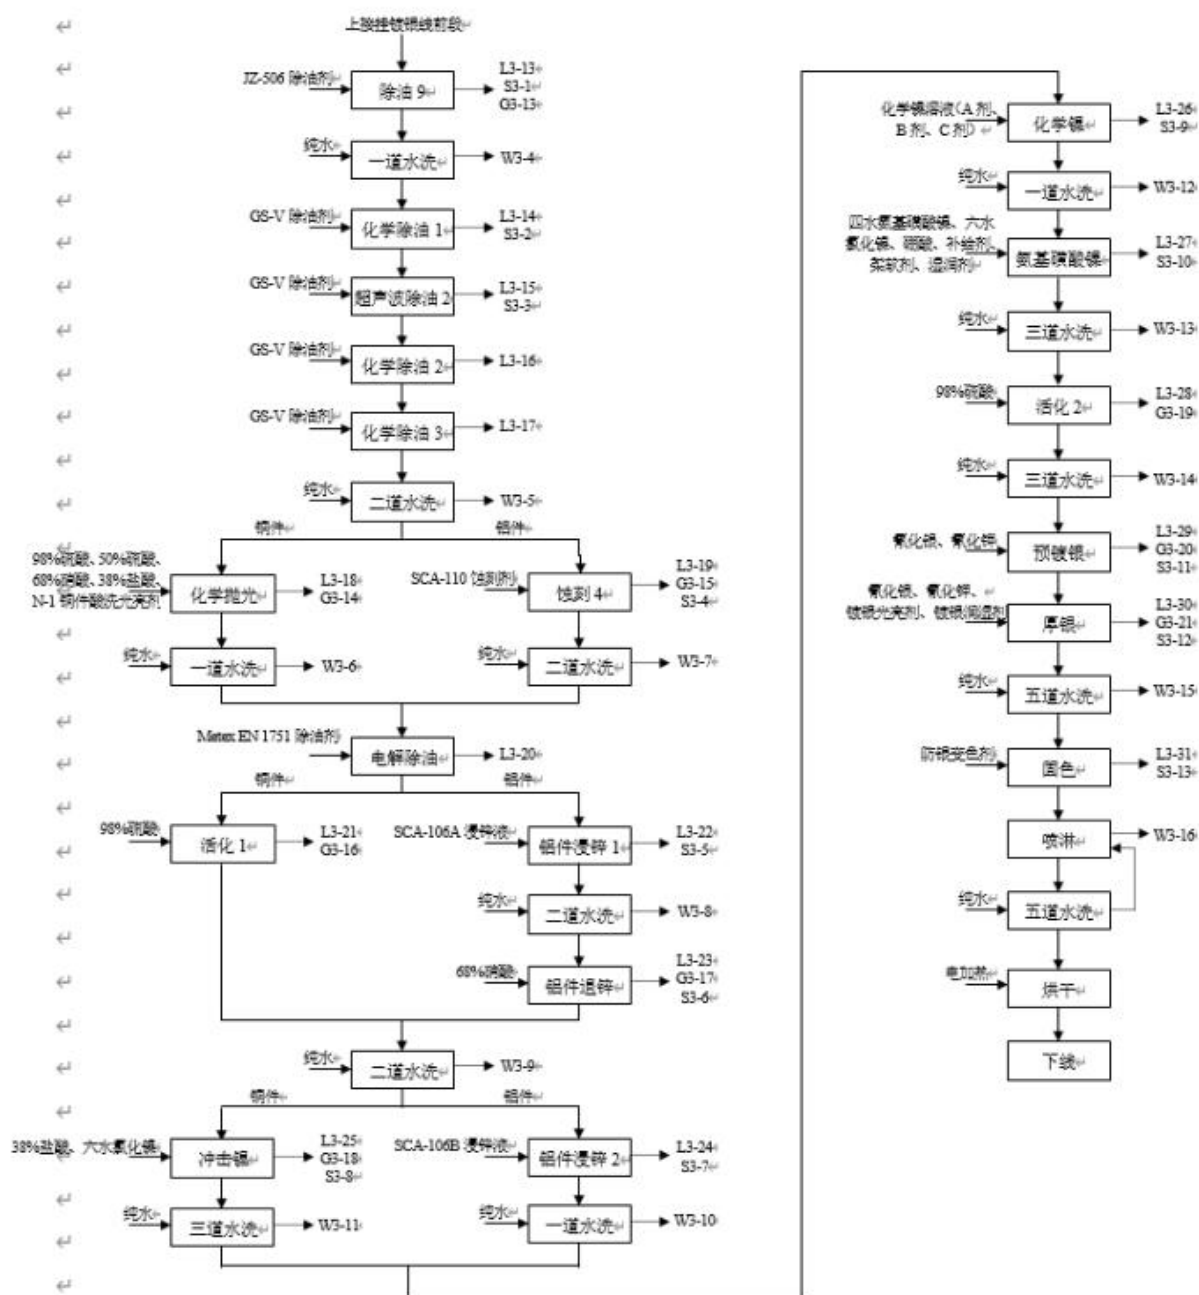 上接挂镀银线前段
JZ-506 除油剂
除油 9
L3-13
S3-1
G3-13
纯水
一道水洗
W3-4
GS-V 除油剂
化学除油 1
L3-14
S3-2
GS-V 除油剂
超声波除油 2
L3-15
S3-3
GS-V 除油剂
化学除油 2
L3-16
GS-V 除油剂
化学除油 3
L3-17
纯水
二道水洗
W3-5
铜件
铝件
98%硫酸、50%硫酸、
68%硝酸、38%盐酸、
N-1 铜件酸洗光亮剂
化学抛光
L3-18
G3-14
SCA-110 蚀刻剂
蚀刻 4
L3-19
G3-15
S3-4
纯水
一道水洗
W3-6
纯水
二道水洗
W3-7
Metex EN 1751 除油剂
电解除油
L3-20
铜件
铝件
98%硫酸
活化 1
L3-21
G3-16
SCA-106A 浸锌液
铝件浸锌 1
L3-22
S3-5
纯水
二道水洗
W3-8
68%硝酸
铝件退锌
L3-23
G3-17
S3-6
纯水
二道水洗
W3-9
铜件
铝件
38%盐酸、六水氯化镍
冲击镍
L3-25
G3-18
S3-8
SCA-106B 浸锌液
铝件浸锌 2
L3-24
S3-7
纯水
三道水洗
W3-11
纯水
一道水洗
W3-10
化学镍溶液（A 剂、
B 剂、C 剂）
化学镍
L3-26
S3-9
纯水
一道水洗
W3-12
四水氨基磺酸镍、六水
氯化镍、硼酸、补给剂、
柔软剂、湿润剂
氨基磺酸镍
L3-27
S3-10
纯水
三道水洗
W3-13
98%硫酸
活化 2
L3-28
G3-19
纯水
三道水洗
W3-14
氰化银、氰化钾
预镀银
L3-29
G3-20
S3-11
氰化银、氰化钾、
镀银光亮剂、镀银润湿剂
厚银
L3-30
G3-21
S3-12
纯水
五道水洗
W3-15
防银变色剂
固色
L3-31
S3-13
喷淋
W3-16
纯水
五道水洗
电加热
烘干
下线